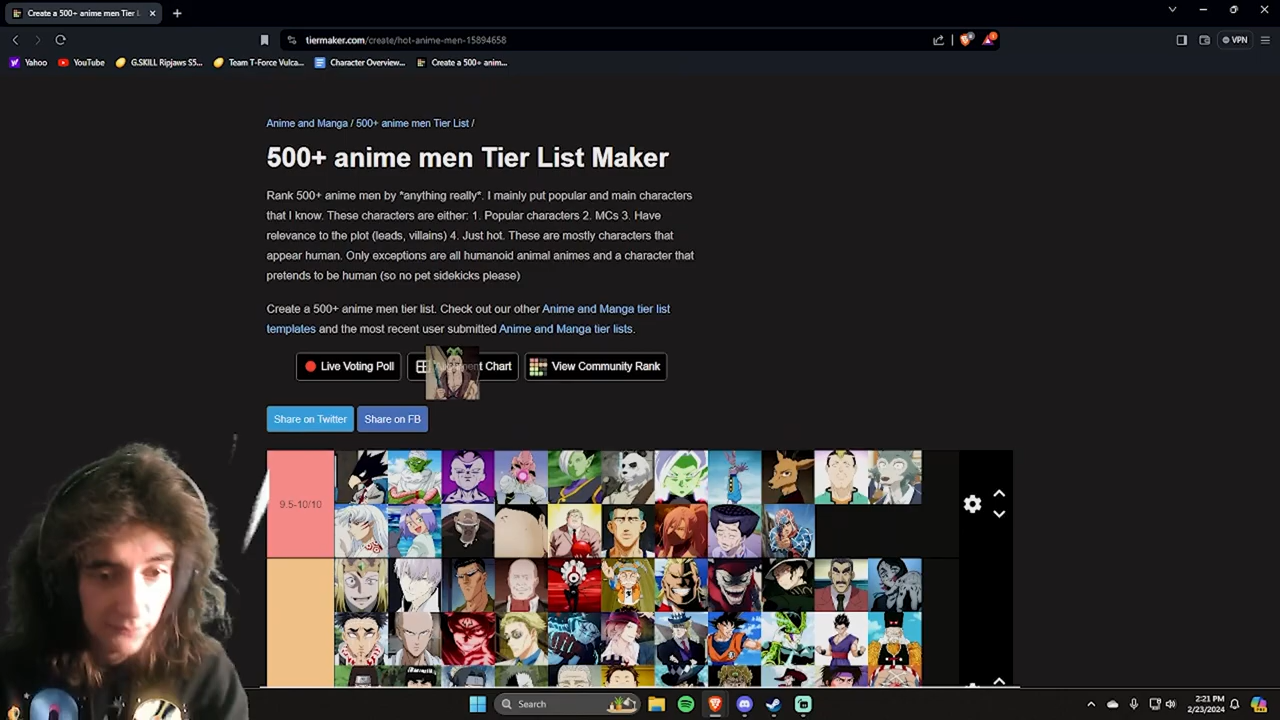 Create a 500+ anime men Tier L
tiermaker.com/create/hot-anime-men-15894658
VPN
Yahoo
YouTube
G.SKILL Ripjaws S5...
Team T-Force Vulca...
Character Overview...
Create a 500+ anim...
Anime and Manga / 500+ anime men Tier List /
500+ anime men Tier List Maker
Rank 500+ anime men by *anything really*. I mainly put popular and main characters
that I know. These characters are either: 1. Popular characters 2. MCs 3. Have
relevance to the plot (leads, villains) 4. Just hot. These are mostly characters that
appear human. Only exceptions are all humanoid animal animes and a character that
pretends to be human (so no pet sidekicks please)
Create a 500+ anime men tier list. Check out our other Anime and Manga tier list
templates and the most recent user submitted Anime and Manga tier lists.
Live Voting Poll
Alignment Chart
View Community Rank
Share on Twitter
Share on FB
9.5-10/10
Search
2:21 PM
2/23/2024